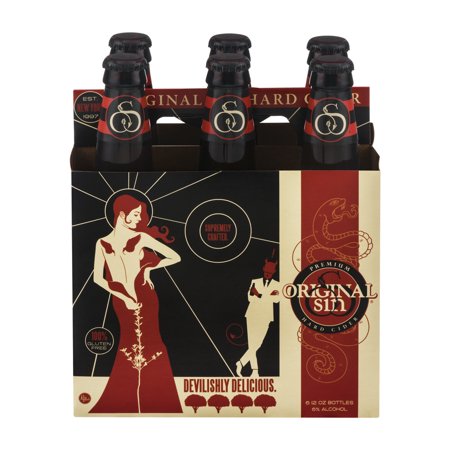 EST.
NEW YORK
1997
ORIGINAL
HARD CIDER
SUPREMELY
CRAFTED
100%
GLUTEN
FREE
DEVILISHLY DELICIOUS.
PREMIUM
ORIGINAL
sin
HARD CIDER
6 12 OZ BOTTLES
6% ALCOHOL